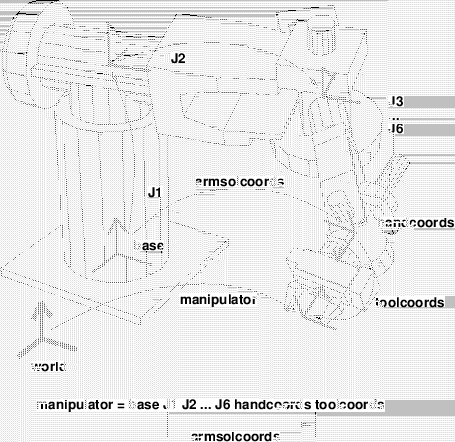 J2
J3
...
J6
armsolcoords
J1
handcoords
base
manipulator
toolcoords
world
manipulator = base J1 J2 ... J6 handcoords toolcoords
armsolcoords